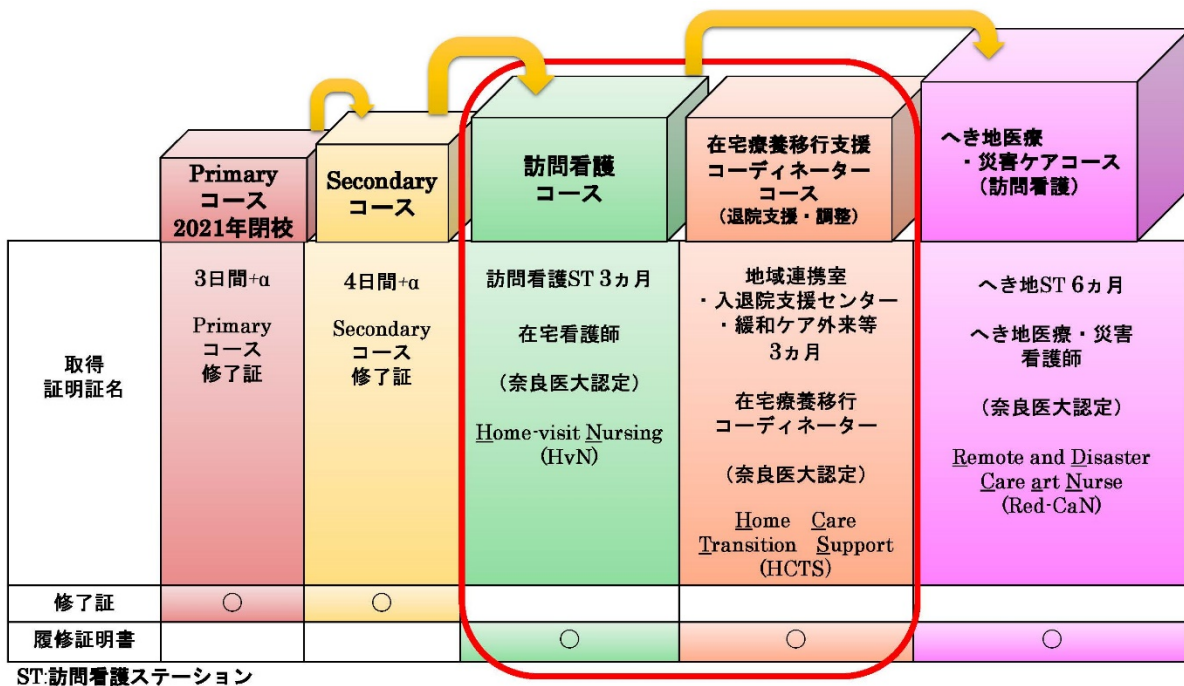 Primary
コース
2021年閉校
Secondary
コース
訪問看護
コース
在宅療養移行支援
コーディネーター
コース
（退院支援・調整）
へき地医療
・災害ケアコース
（訪問看護）
取得
証明証名
3日間+α
Primary
コース
修了証
4日間+α
Secondary
コース
修了証
訪問看護ST 3ヵ月
在宅看護師
（奈良医大認定）
Home-visit Nursing
(HvN)
地域連携室
・入退院支援センター
・緩和ケア外来等
3ヵ月
在宅療養移行
コーディネーター
（奈良医大認定）
Home Care
Transition Support
(HCTS)
へき地ST 6ヵ月
へき地医療・災害
看護師
（奈良医大認定）
Remote and Disaster
Care art Nurse
(Red-CaN)
修了証 ○ ○
履修証明書 ○ ○ ○
ST:訪問看護ステーション